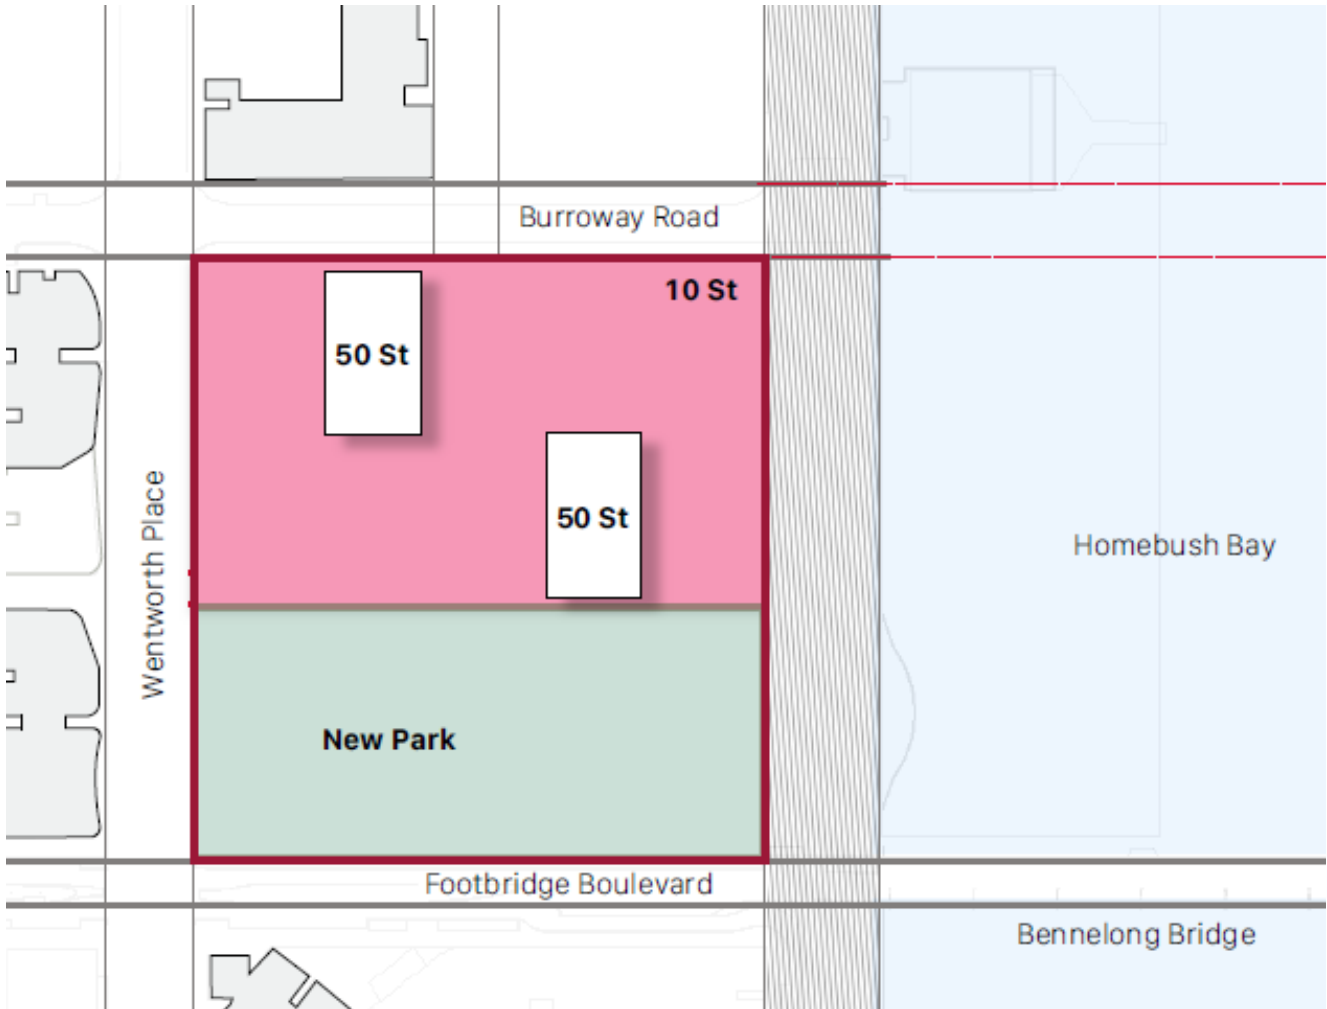 Burroway Road
10 St
50 St
50 St
Wentworth Place
Homebush Bay
New Park
Footbridge Boulevard
Bennelong Bridge